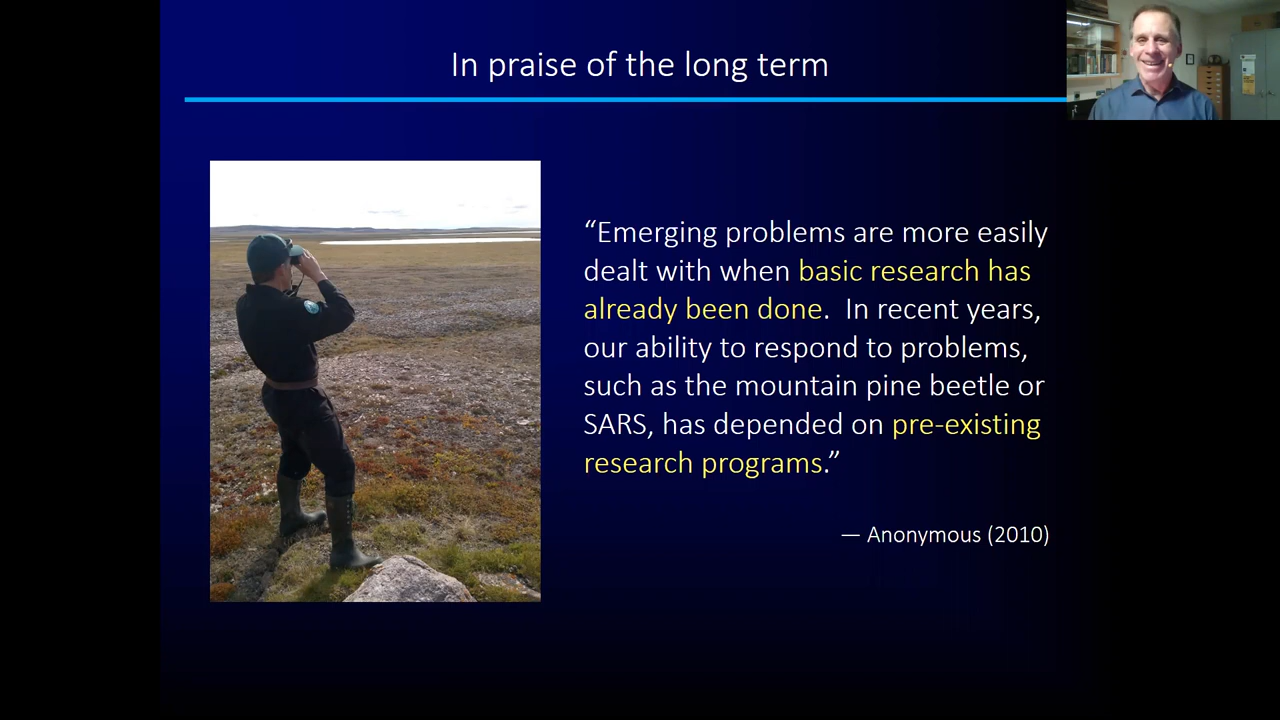 In praise of the long term
“Emerging problems are more easily
dealt with when basic research has
already been done.  In recent years,
our ability to respond to problems,
such as the mountain pine beetle or
SARS, has depended on pre-existing
research programs.”
— Anonymous (2010)